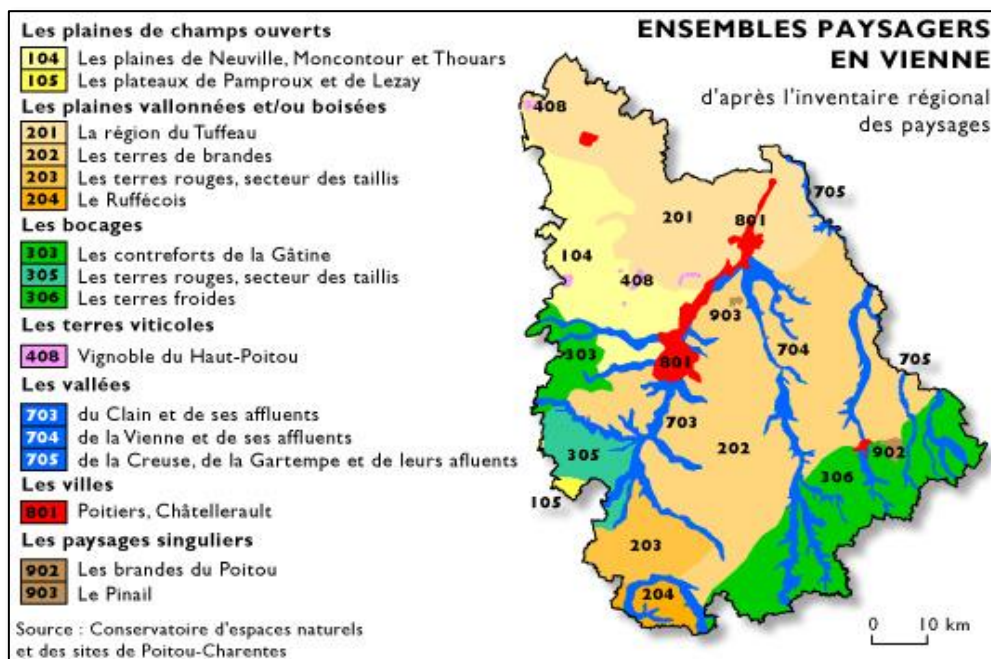 Les plaines de champs ouverts
104 Les plaines de Neuville, Moncontour et Thouars
105 Les plateaux de Pamproux et de Lezay
Les plaines vallonnées et/ou boisées
201 La région du Tuffeau
202 Les terres de brandes
203 Les terres rouges, secteur des taillis
204 Le Ruffécois
Les bocages
303 Les contreforts de la Gâtine
305 Les terres rouges, secteur des taillis
306 Les terres froides
Les terres viticoles
408 Vignoble du Haut-Poitou
Les vallées
703 du Clain et de ses affluents
704 de la Vienne et de ses affluents
705 de la Creuse, de la Gartempe et de leurs afluents
Les villes
801 Poitiers, Châtellerault
Les paysages singuliers
902 Les brandes du Poitou
903 Le Pinail
Source : Conservatoire d'espaces naturels
et des sites de Poitou-Charentes
ENSEMBLES PAYSAGERS
EN VIENNE
d'après l'inventaire régional
des paysages
408
705
201
801
104
408
903
303
801
704
705
703
305
202
902
306
105
203
204
0 10 km